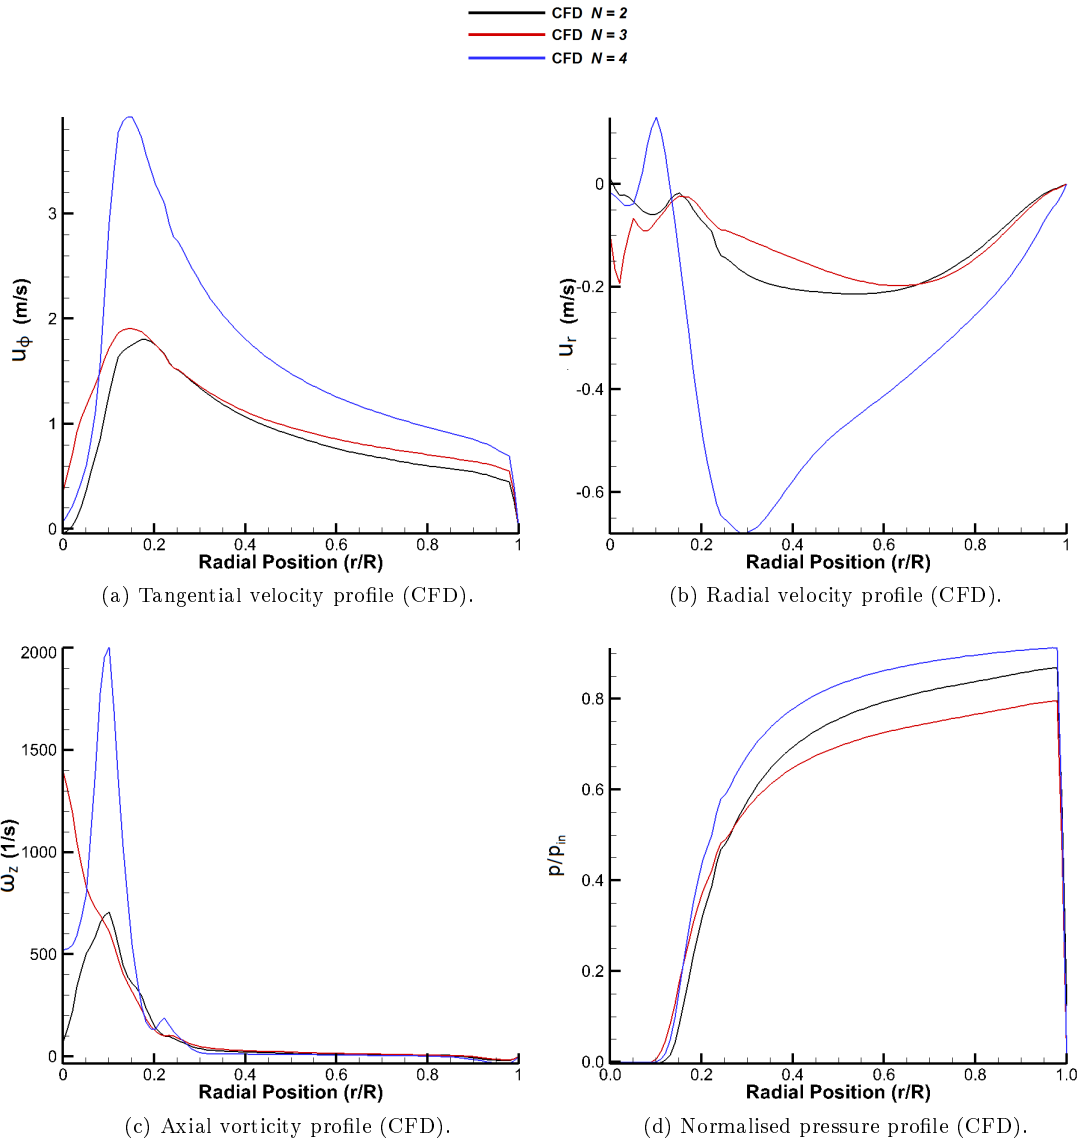 CFD N = 2
CFD N = 3
CFD N = 4
3
2
1
0
uϕ (m/s)
0 0.2 0.4 0.6 0.8 1
Radial Position (r/R)
(a) Tangential velocity profile (CFD).
0
-0.2
-0.4
-0.6
ur (m/s)
0 0.2 0.4 0.6 0.8 1
Radial Position (r/R)
(b) Radial velocity profile (CFD).
2000
1500
1000
500
0
ωz (1/s)
0 0.2 0.4 0.6 0.8 1
Radial Position (r/R)
(c) Axial vorticity profile (CFD).
0.8
0.6
0.4
0.2
0.0
p/pin
0.0 0.2 0.4 0.6 0.8 1.0
Radial Position (r/R)
(d) Normalised pressure profile (CFD).